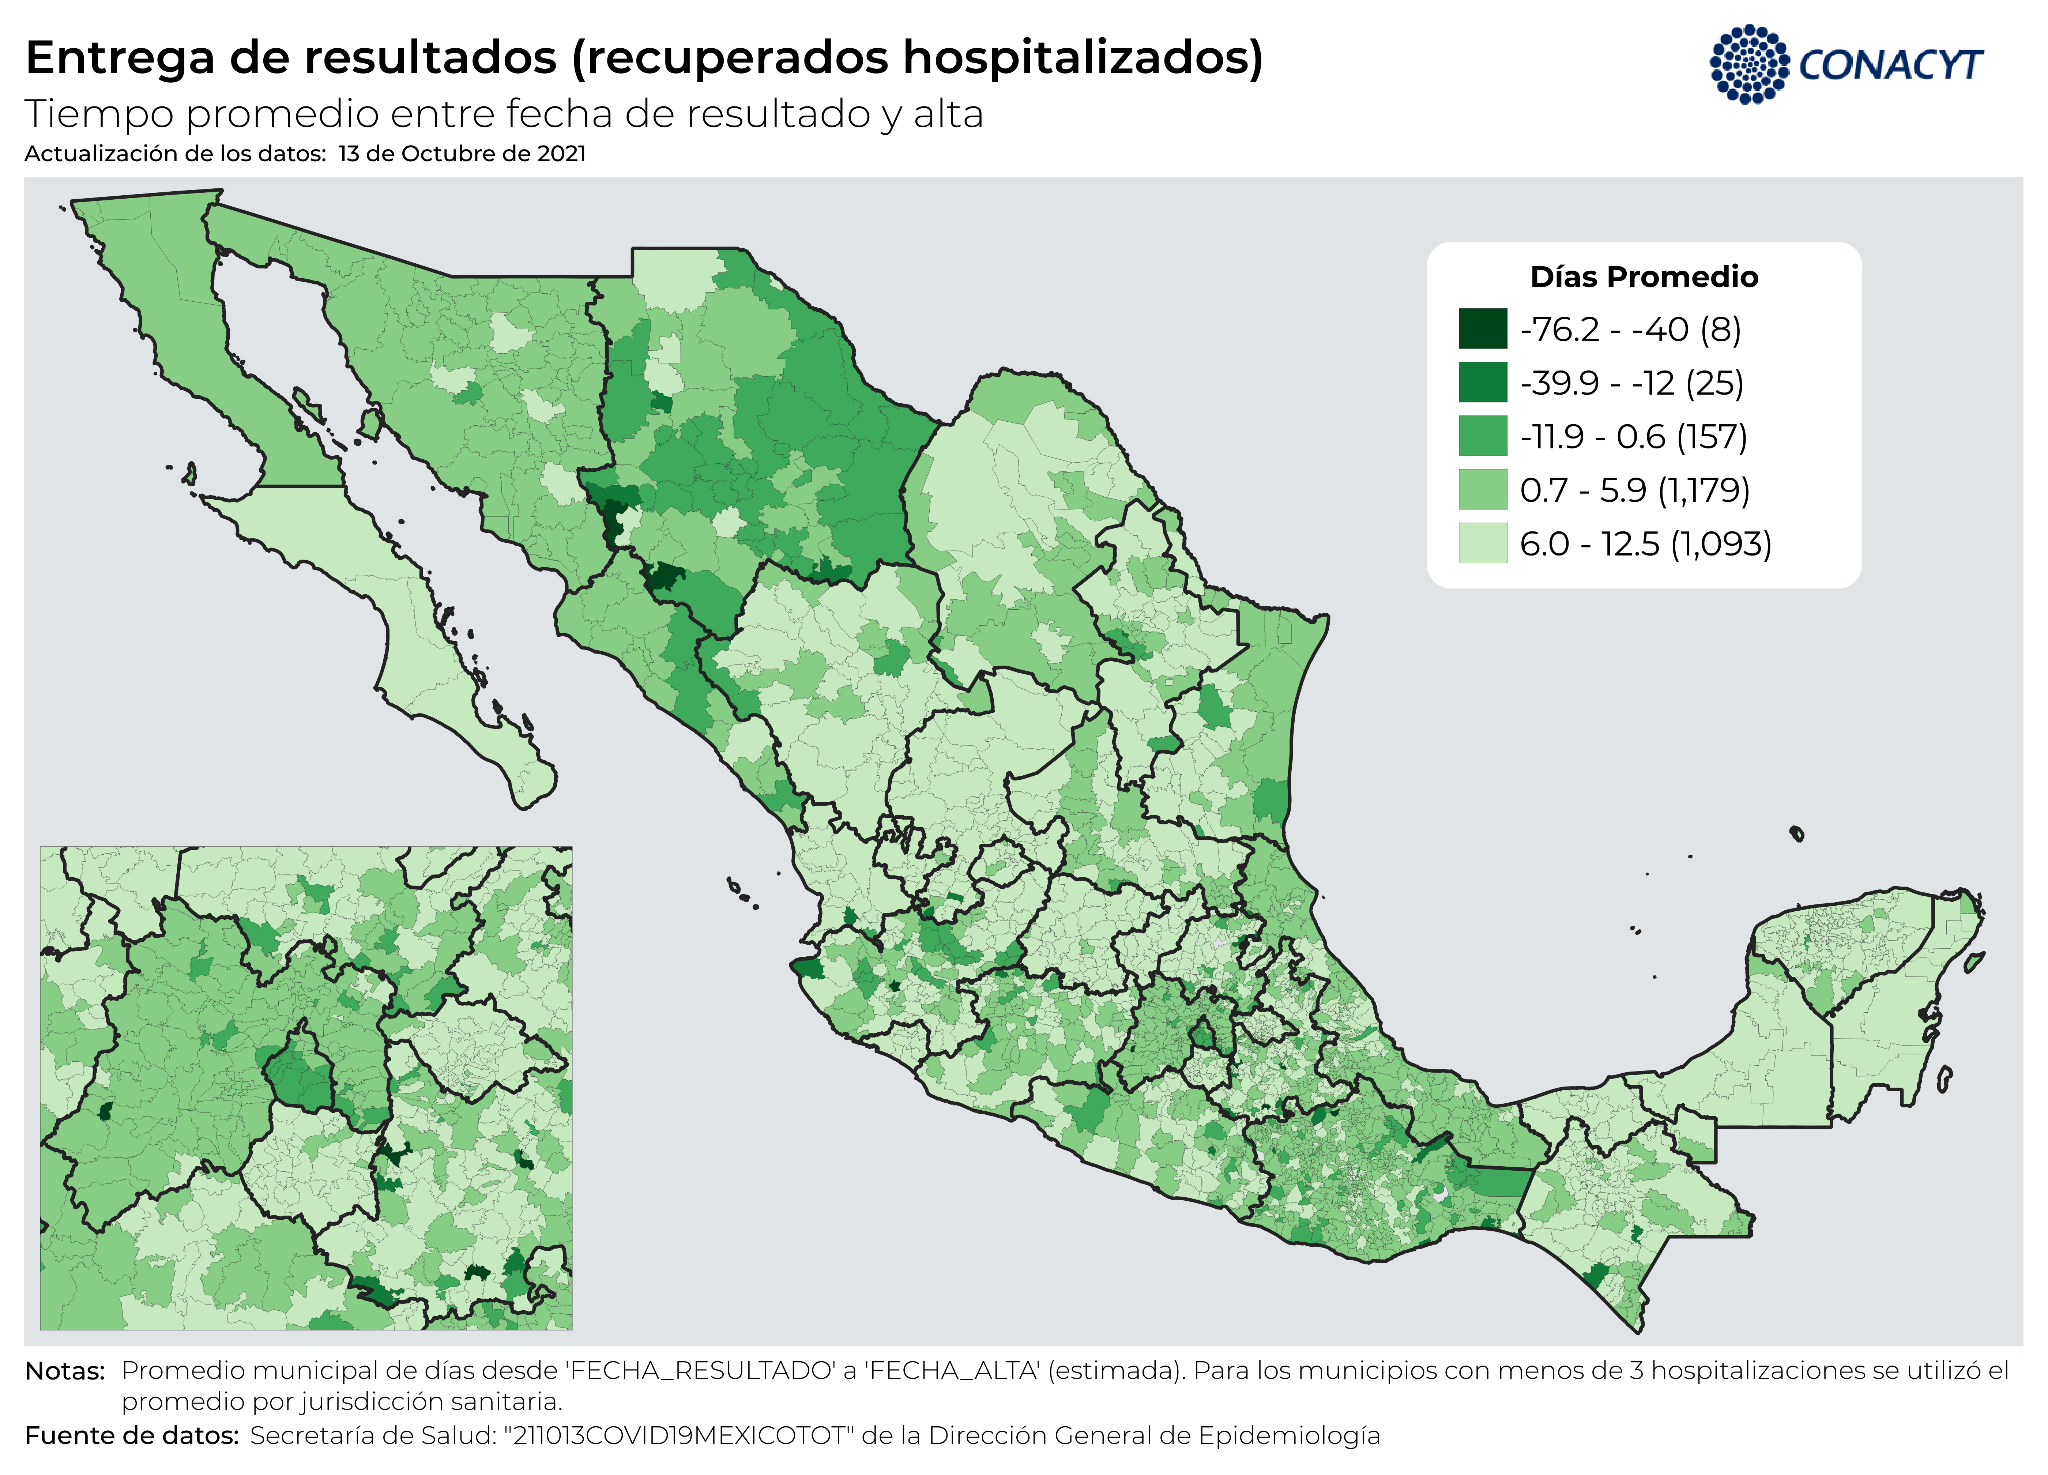 Entrega de resultados (recuperados hospitalizados)
CONACYT
Tiempo promedio entre fecha de resultado y alta
Actualización de los datos: 13 de Octubre de 2021
Días Promedio
-76.2 - -40 (8)
-39.9 - -12 (25)
-11.9 - 0.6 (157)
0.7 - 5.9 (1,179)
6.0 - 12.5 (1,093)
Notas: Promedio municipal de días desde 'FECHA_RESULTADO' a 'FECHA_ALTA' (estimada). Para los municipios con menos de 3 hospitalizaciones se utilizó el
promedio por jurisdicción sanitaria.
Fuente de datos: Secretaría de Salud: "211013COVID19MEXICOTOT" de la Dirección General de Epidemiología